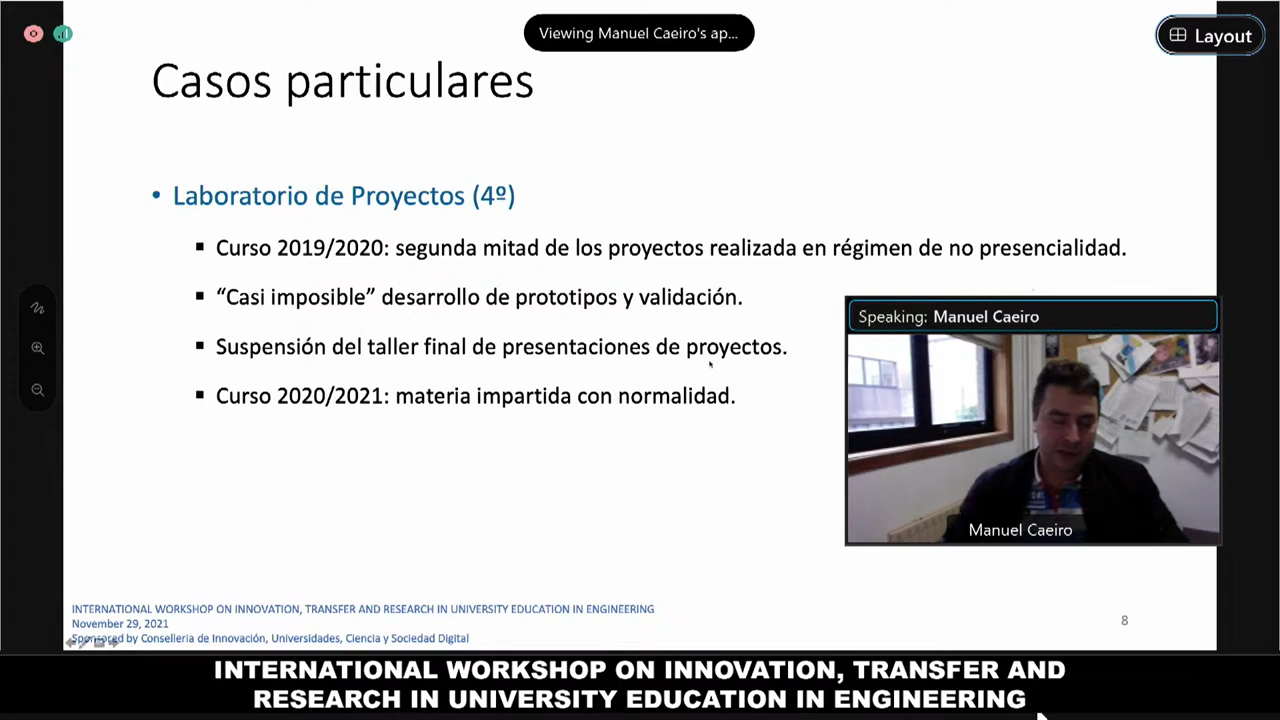 Viewing Manuel Caeiro's ap...
Layout
Casos particulares
• Laboratorio de Proyectos (4º)
▪ Curso 2019/2020: segunda mitad de los proyectos realizada en régimen de no presencialidad.
▪ “Casi imposible” desarrollo de prototipos y validación.
▪ Suspensión del taller final de presentaciones de proyectos.
▪ Curso 2020/2021: materia impartida con normalidad.
Speaking: Manuel Caeiro
Manuel Caeiro
INTERNATIONAL WORKSHOP ON INNOVATION, TRANSFER AND RESEARCH IN UNIVERSITY EDUCATION IN ENGINEERING
November 29, 2021
Sponsored by Conselleria de Innovación, Universidades, Ciencia y Sociedad Digital
8
INTERNATIONAL WORKSHOP ON INNOVATION, TRANSFER AND
RESEARCH IN UNIVERSITY EDUCATION IN ENGINEERING